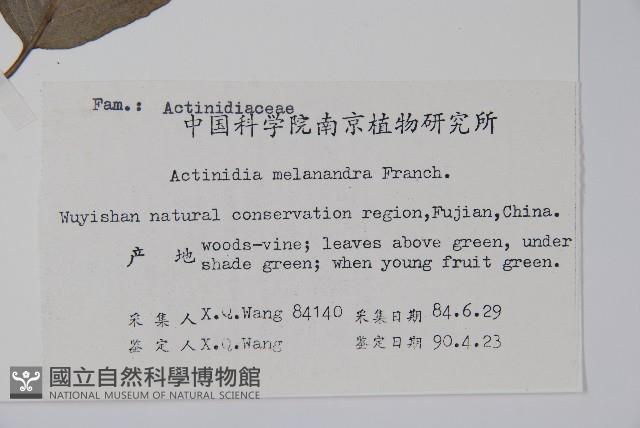 Fam.: Actinidiaceae
中国科学院南京植物研究所
Actinidia melanandra Franch.
Wuyishan natural conservation region,Fujian,China.
产 地 woods-vine; leaves above green, under
shade green; when young fruit green.
采 集 人 X.Q.Wang 84140 采集日期 84.6.29
鉴 定 人 X.Q.Wang 鉴定日期 90.4.23
國立自然科學博物館
NATIONAL MUSEUM OF NATURAL SCIENCE